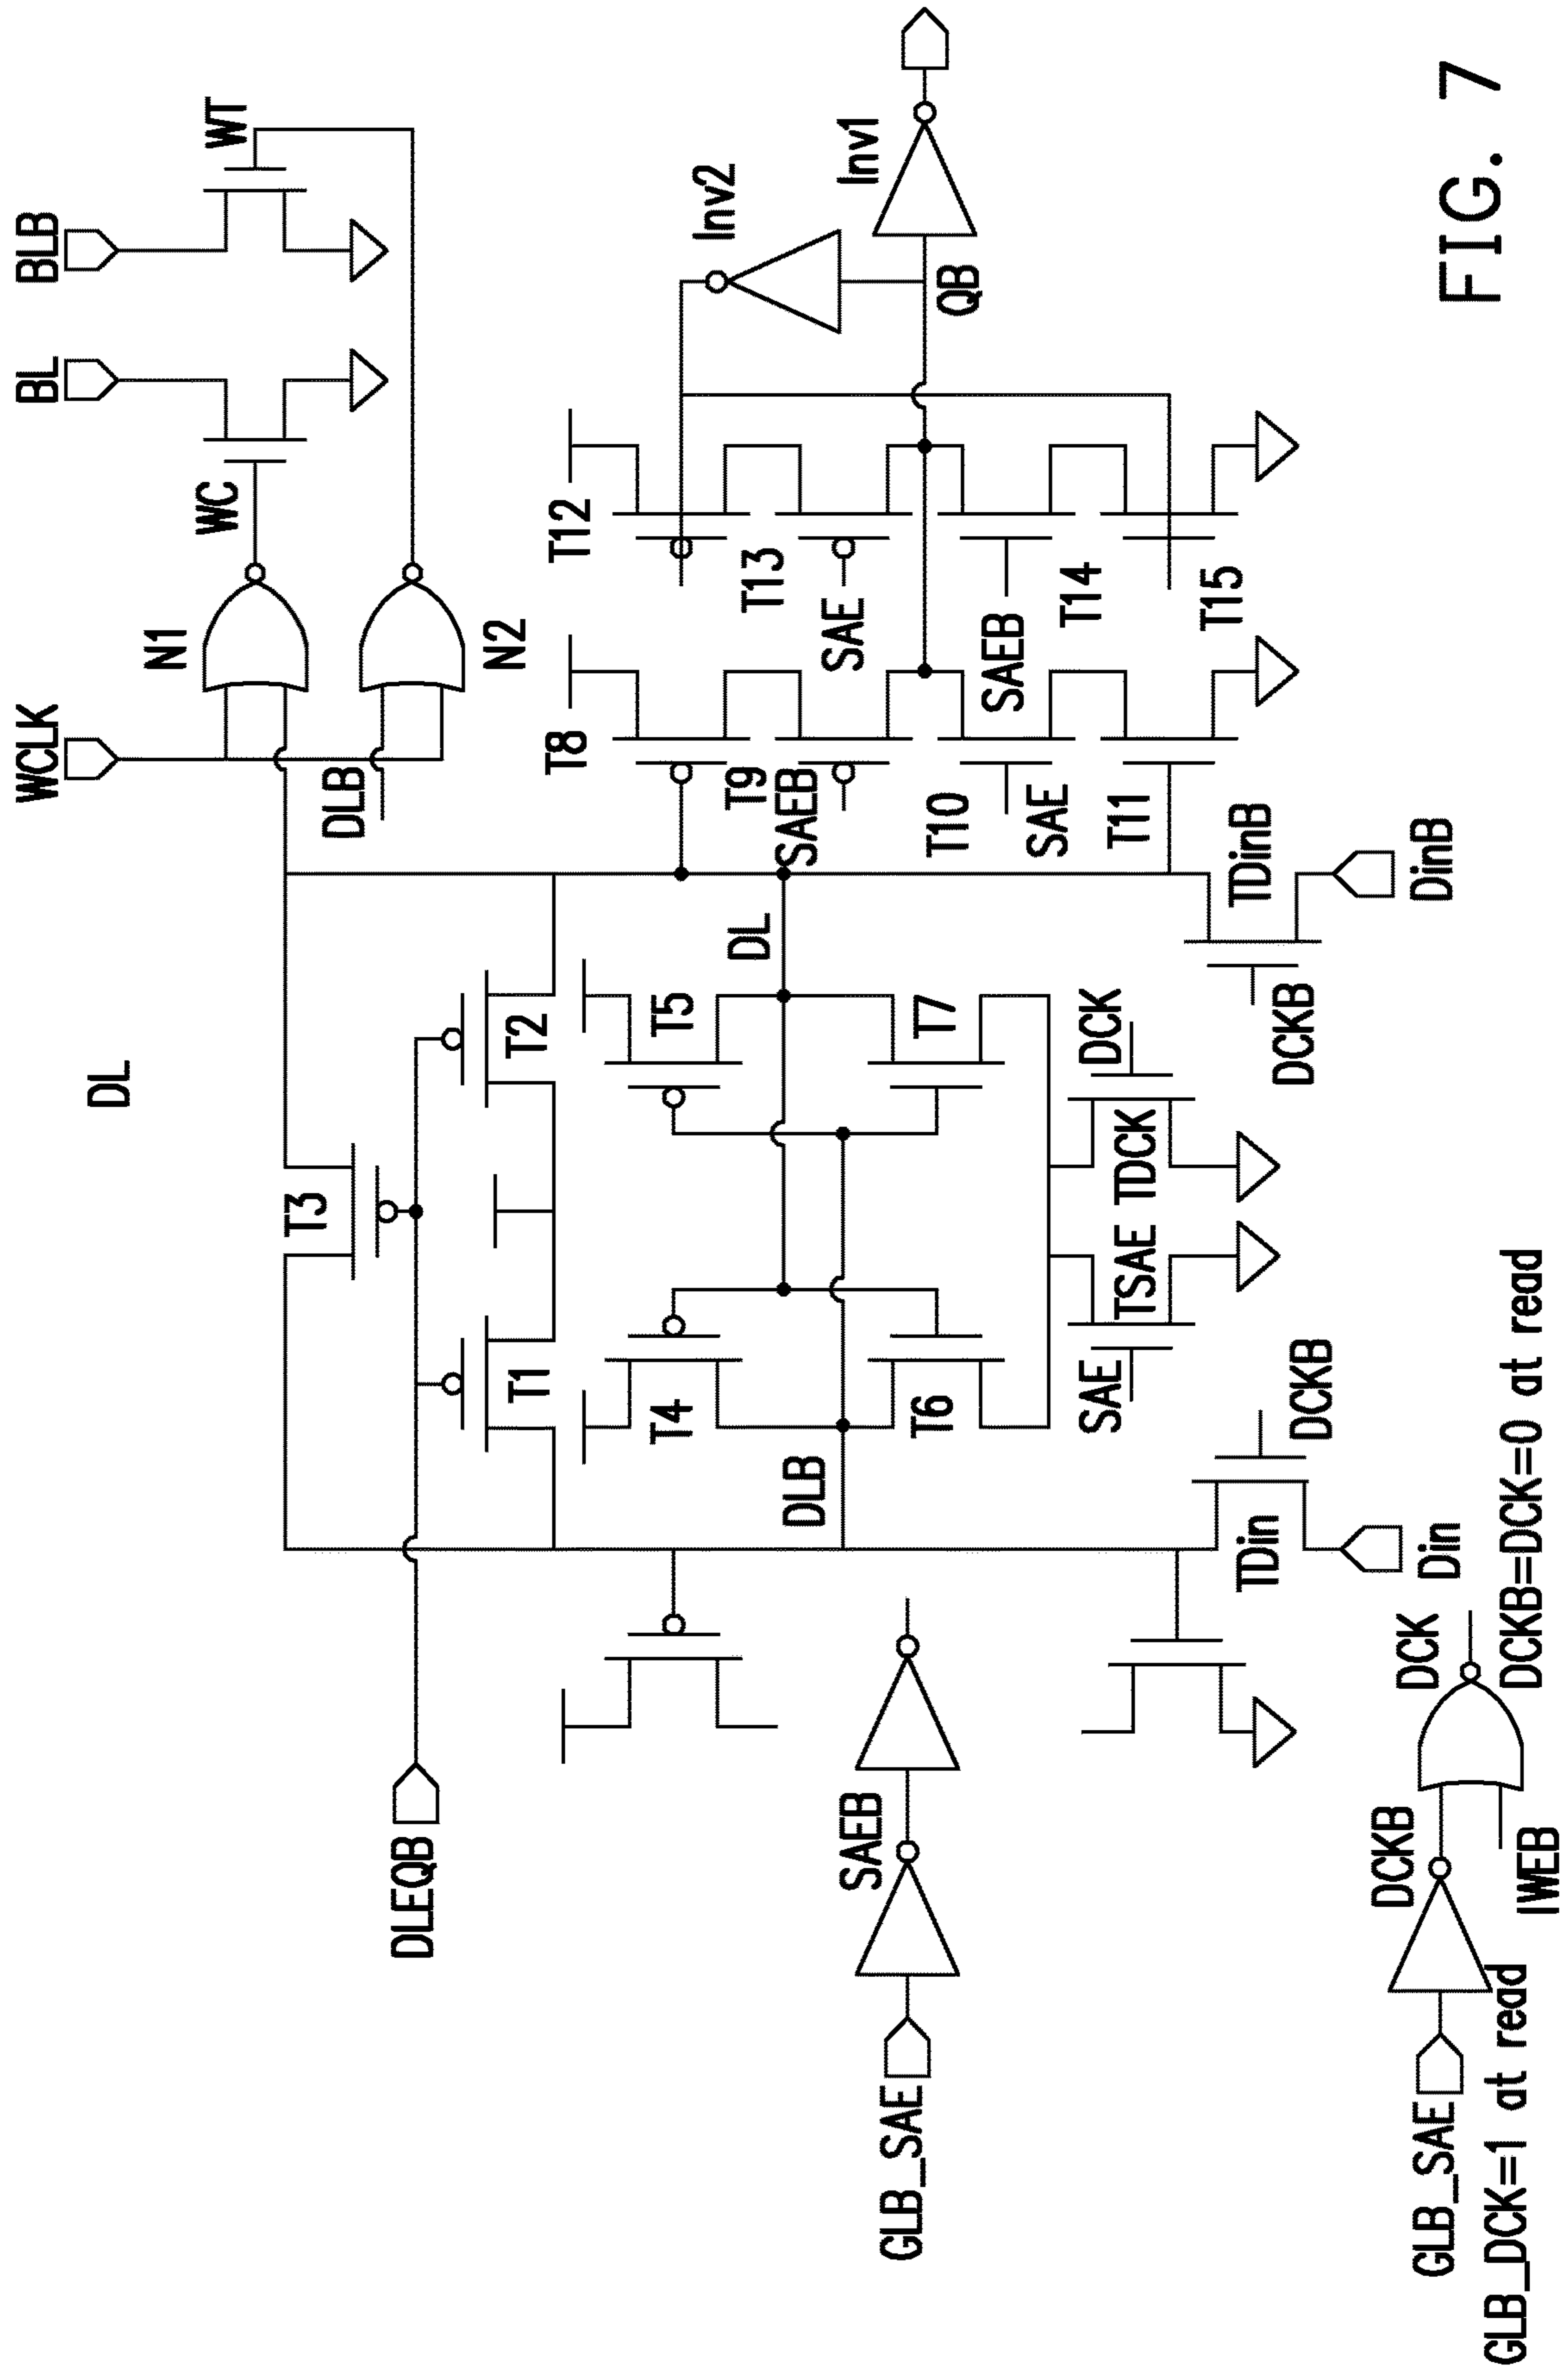 WCLK
BL
BLB
DL
N1
WC
WT
DLB
N2
T3
DLEQB
T1
T2
T12
T8
T4
T5
DL
T9
SAEB
T13
SAE
Inv2
Inv1
DLB
SAEB
GLB_SAE
T6
T7
T10
SAE
SAEB
T14
QB
SAE
TSAE
TDCK
DCK
T11
T15
TDin
DCKB
TDinB
DCKB
Din
DinB
DCKB
DCK
GLB_SAE
IWEB
GLB_DCK=1 at read
DCKB=DCK=0 at read
FIG. 7